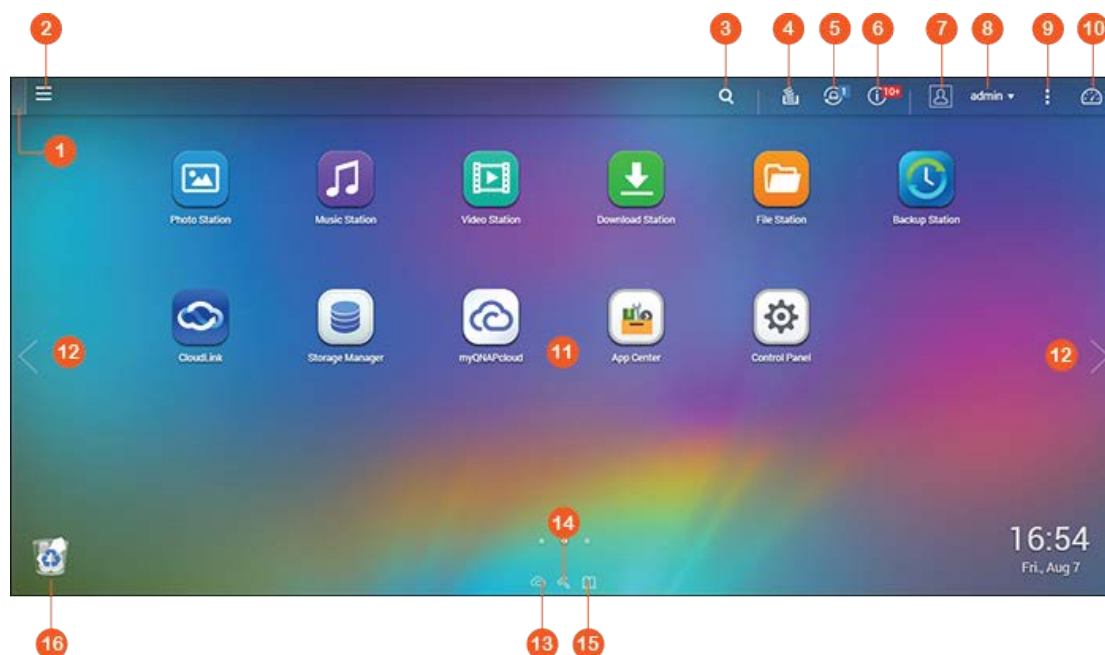 2 3 4 5 6 7 8 9 10
1 10+
admin
1
Photo Station Music Station Video Station Download Station File Station Backup Station
12 11 12
CloudLink Storage Manager myQNAPcloud App Center Control Panel
14
16:54
Fri., Aug 7
16 13 15